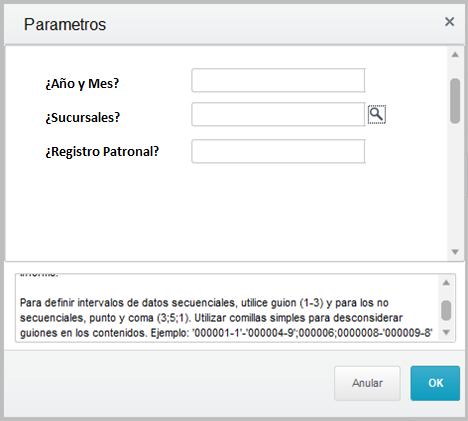 Parametros
¿Año y Mes?
¿Sucursales?
¿Registro Patronal?
Para definir intervalos de datos secuenciales, utilice guion (1-3) y para los no
secuenciales, punto y coma (3;5;1). Utilizar comillas simples para desconsiderar
guiones en los contenidos. Ejemplo: '000001-1'-'000004-9';000006;0000008-'000009-8'
Anular
OK